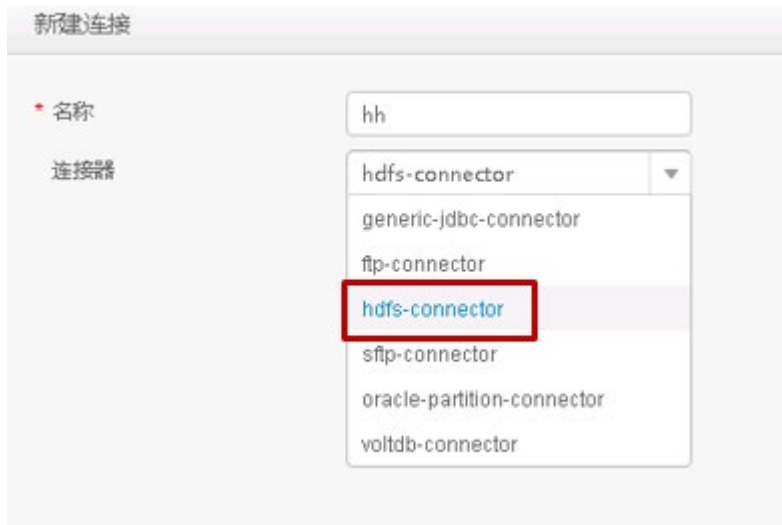 新建连接
* 名称 hh
连接器 hdfs-connector
generic-jdbc-connector
ftp-connector
hdfs-connector
sftp-connector
oracle-partition-connector
voltdb-connector